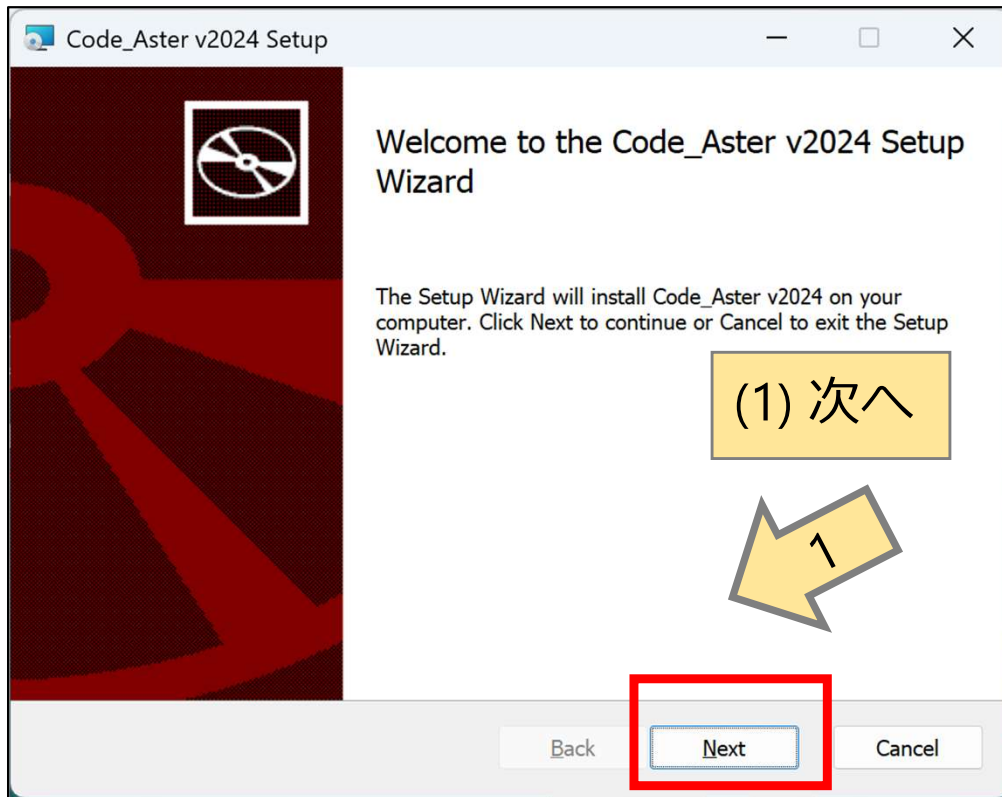 Code_Aster v2024 Setup
Welcome to the Code_Aster v2024 Setup
Wizard
The Setup Wizard will install Code_Aster v2024 on your
computer. Click Next to continue or Cancel to exit the Setup
Wizard.
(1) 次へ
1
Back
Next
Cancel